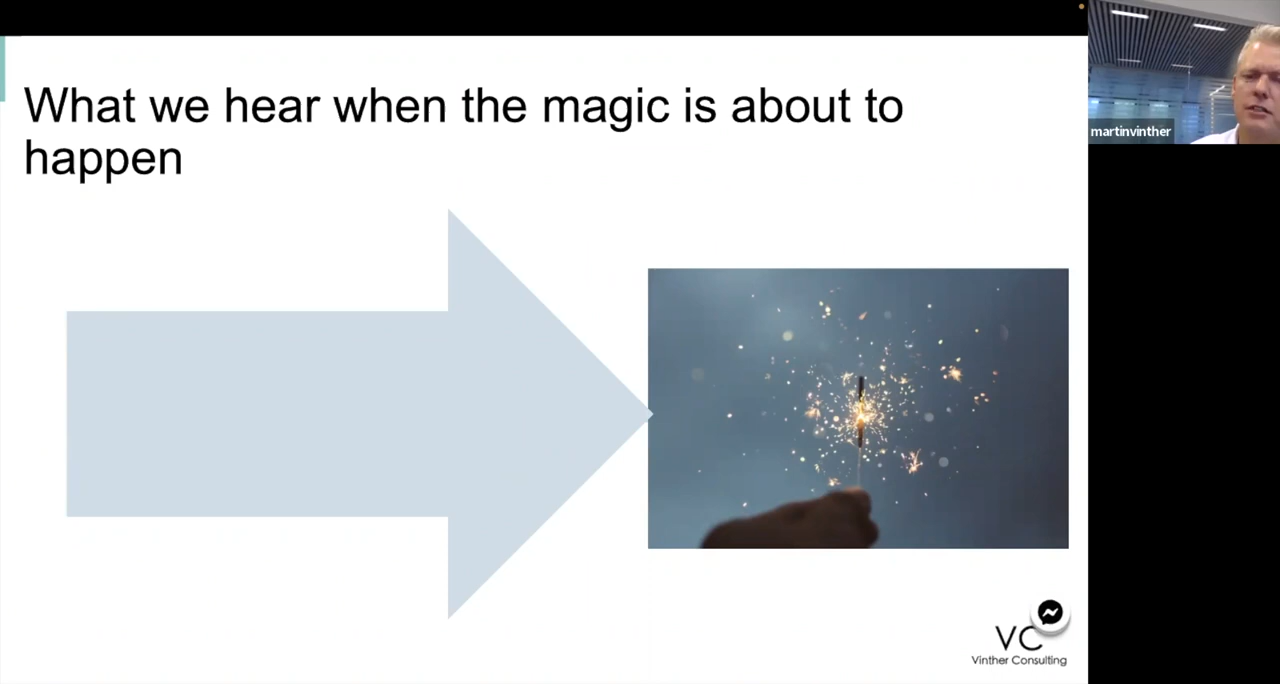 What we hear when the magic is about to
happen
martinvinther
VC
Vinther Consulting